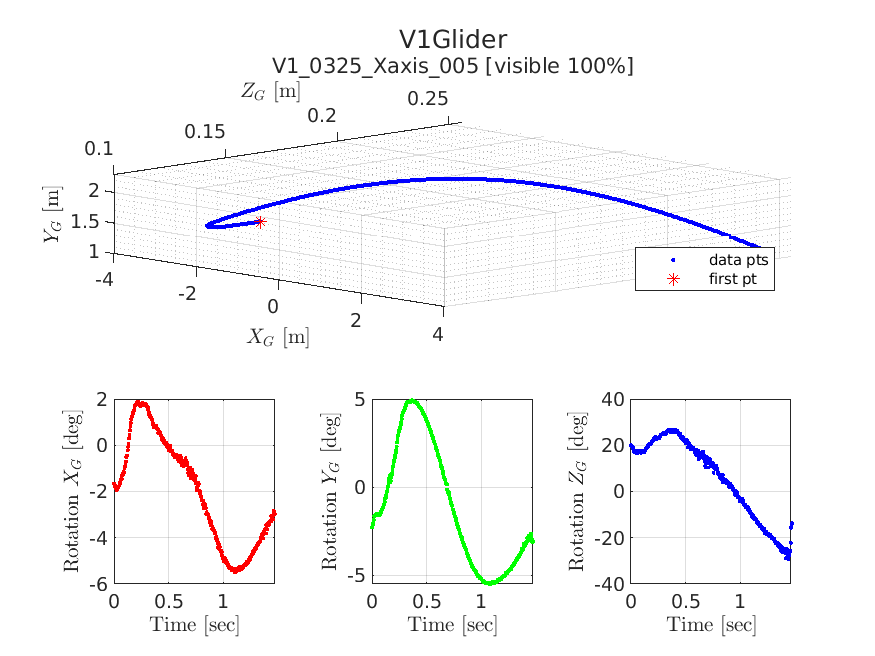 V1Glider
V1_0325_Xaxis_005 [visible 100%]
Z_G [m]
0.1 0.15 0.2 0.25
Y_G [m]
2
1.5
1
-4 -2 0 2 4
X_G [m]
data pts
first pt
Rotation X_G [deg]
2
0
-2
-4
-6
0 0.5 1
Time [sec]
Rotation Y_G [deg]
5
0
-5
0 0.5 1
Time [sec]
Rotation Z_G [deg]
40
20
0
-20
-40
0 0.5 1
Time [sec]